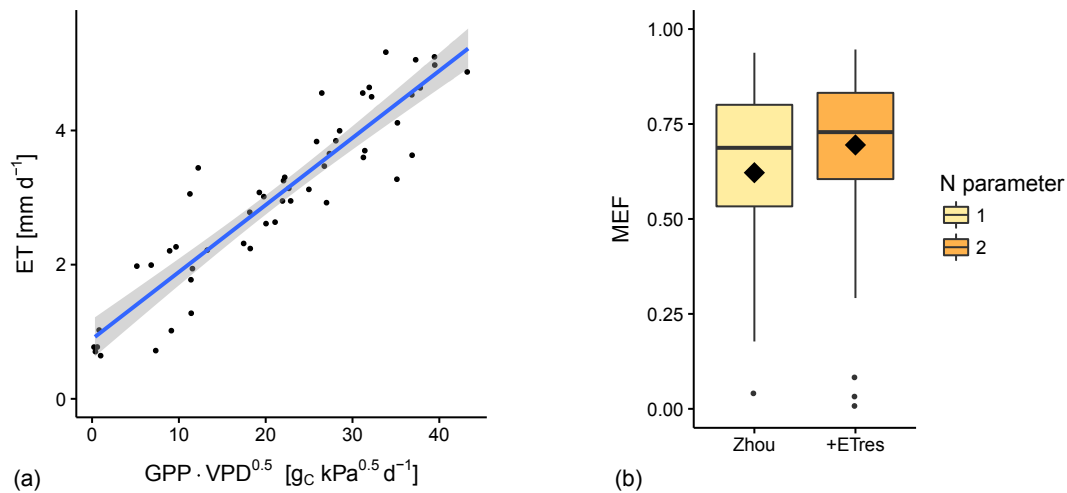 ET [mm d⁻¹]
4
2
0
0 10 20 30 40
GPP · VPD⁰·⁵ [g_C kPa⁰·⁵ d⁻¹]
(a)
MEF
1.00
0.75
0.50
0.25
0.00
Zhou +ETres
(b)
N parameter
1
2